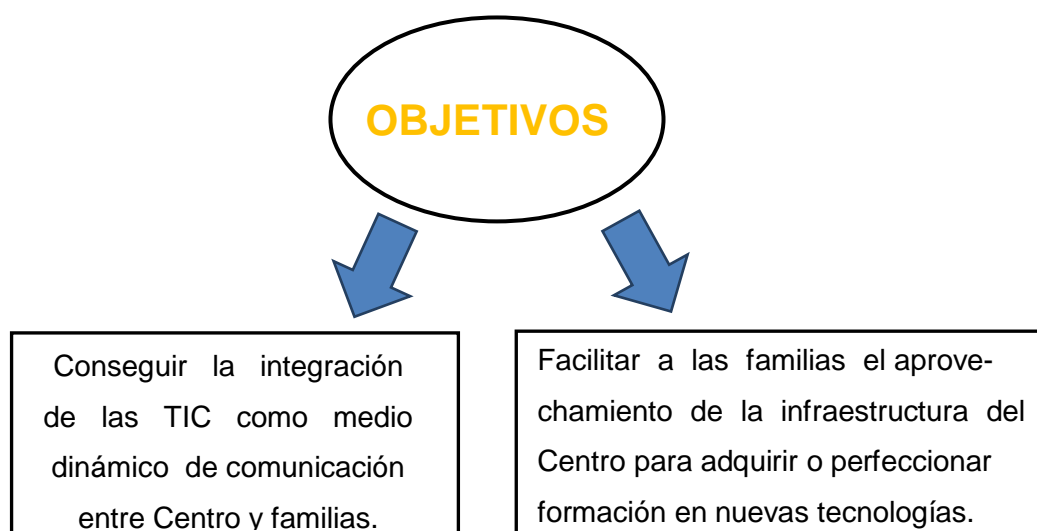 OBJETIVOS
Conseguir la integración
de las TIC como medio
dinámico de comunicación
entre Centro y familias.
Facilitar a las familias el aprove-
chamiento de la infraestructura del
Centro para adquirir o perfeccionar
formación en nuevas tecnologías.